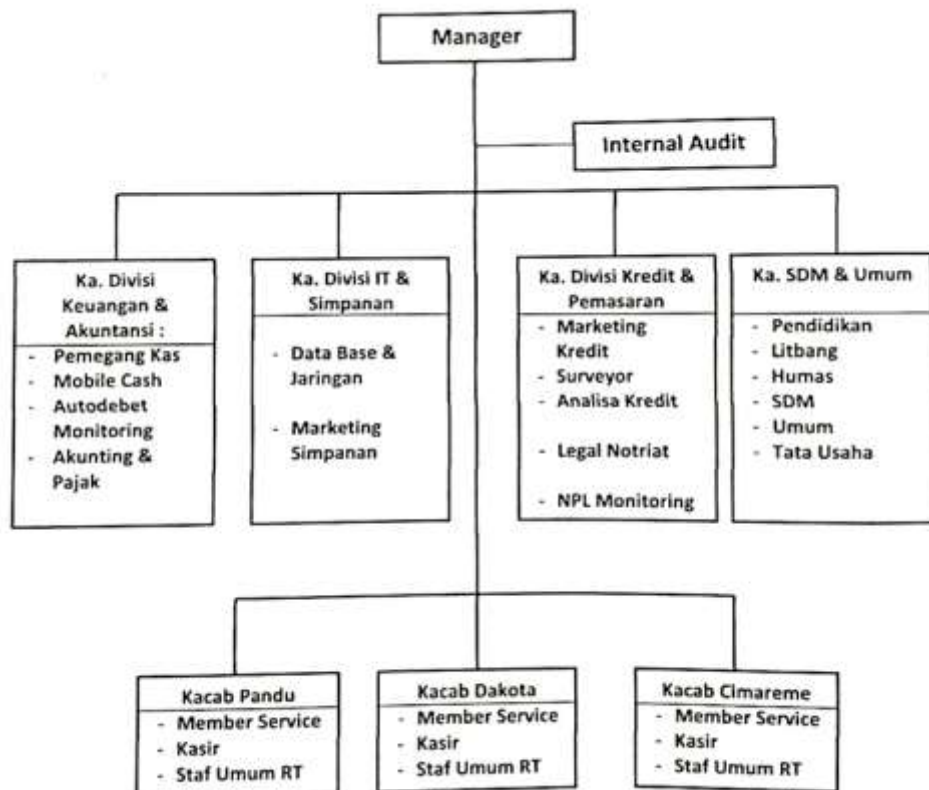 Manager
Internal Audit
Ka. Divisi
Keuangan &
Akuntansi :
- Pemegang Kas
- Mobile Cash
- Autodebet
Monitoring
- Akunting &
Pajak
Ka. Divisi IT &
Simpanan
- Data Base &
Jaringan
- Marketing
Simpanan
Ka. Divisi Kredit &
Pemasaran
- Marketing
Kredit
- Surveyor
- Analisa Kredit
- Legal Notriat
- NPL Monitoring
Ka. SDM & Umum
- Pendidikan
- Litbang
- Humas
- SDM
- Umum
- Tata Usaha
Kacab Pandu
- Member Service
- Kasir
- Staf Umum RT
Kacab Dakota
- Member Service
- Kasir
- Staf Umum RT
Kacab Cimareme
- Member Service
- Kasir
- Staf Umum RT